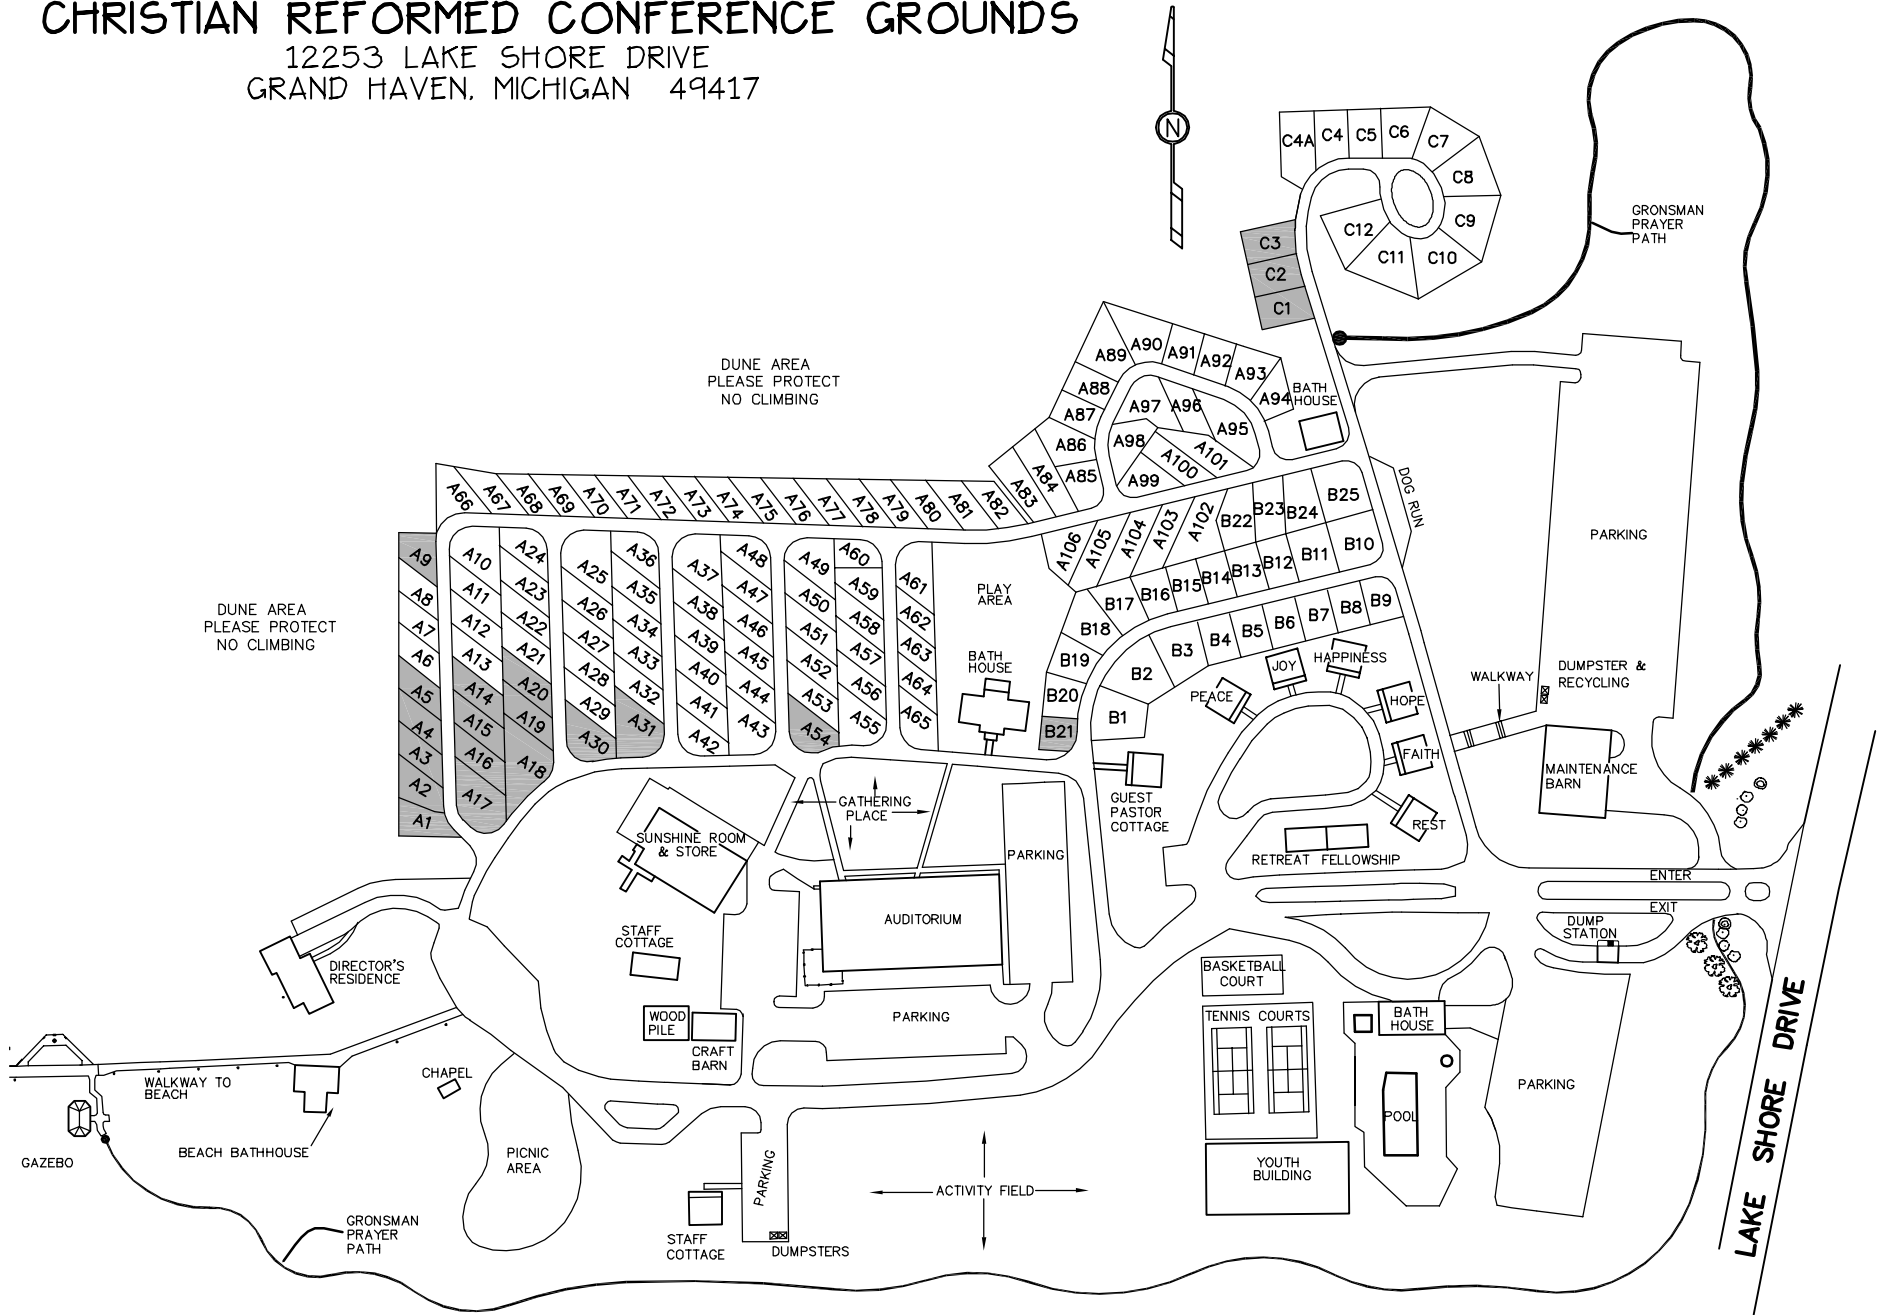 CHRISTIAN REFORMED CONFERENCE GROUNDS
12253 LAKE SHORE DRIVE
GRAND HAVEN, MICHIGAN 49417
N
C4A
C4
C5
C6
C7
C8
C9
C10
C11
C12
C3
C2
C1
GRONSMAN
PRAYER
PATH
DUNE AREA
PLEASE PROTECT
NO CLIMBING
A89
A90
A91
A92
A93
A94
BATH
HOUSE
A88
A87
A86
A85
A84
A83
A97
A96
A95
A98
A99
A100
A101
A66
A67
A68
A69
A70
A71
A72
A73
A74
A75
A76
A77
A78
A79
A80
A81
A82
A106
A105
A104
A103
A102
B22
B23
B24
B25
DOG RUN
PARKING
B17
B16
B15
B14
B13
B12
B11
B10
B18
B19
B20
B21
B1
B2
B3
B4
B5
B6
B7
B8
B9
DUNE AREA
PLEASE PROTECT
NO CLIMBING
A9
A8
A7
A6
A5
A4
A3
A2
A1
A10
A11
A12
A13
A14
A15
A16
A17
A24
A23
A22
A21
A20
A19
A18
A25
A26
A27
A28
A29
A30
A36
A35
A34
A33
A32
A31
A37
A38
A39
A40
A41
A42
A48
A47
A46
A45
A44
A43
A49
A50
A51
A52
A53
A54
A60
A59
A58
A57
A56
A55
A61
A62
A63
A64
A65
PLAY
AREA
BATH
HOUSE
PEACE
JOY
HAPPINESS
HOPE
FAITH
REST
WALKWAY
DUMPSTER &
RECYCLING
MAINTENANCE
BARN
GUEST
PASTOR
COTTAGE
RETREAT FELLOWSHIP
GATHERING
PLACE
SUNSHINE ROOM
& STORE
PARKING
AUDITORIUM
ENTER
EXIT
DUMP
STATION
STAFF
COTTAGE
DIRECTOR'S
RESIDENCE
WOOD
PILE
CRAFT
BARN
PARKING
BASKETBALL
COURT
TENNIS COURTS
BATH
HOUSE
POOL
PARKING
YOUTH
BUILDING
LAKE SHORE DRIVE
WALKWAY TO
BEACH
CHAPEL
BEACH BATHHOUSE
GAZEBO
PICNIC
AREA
PARKING
ACTIVITY FIELD
GRONSMAN
PRAYER
PATH
STAFF
COTTAGE
DUMPSTERS